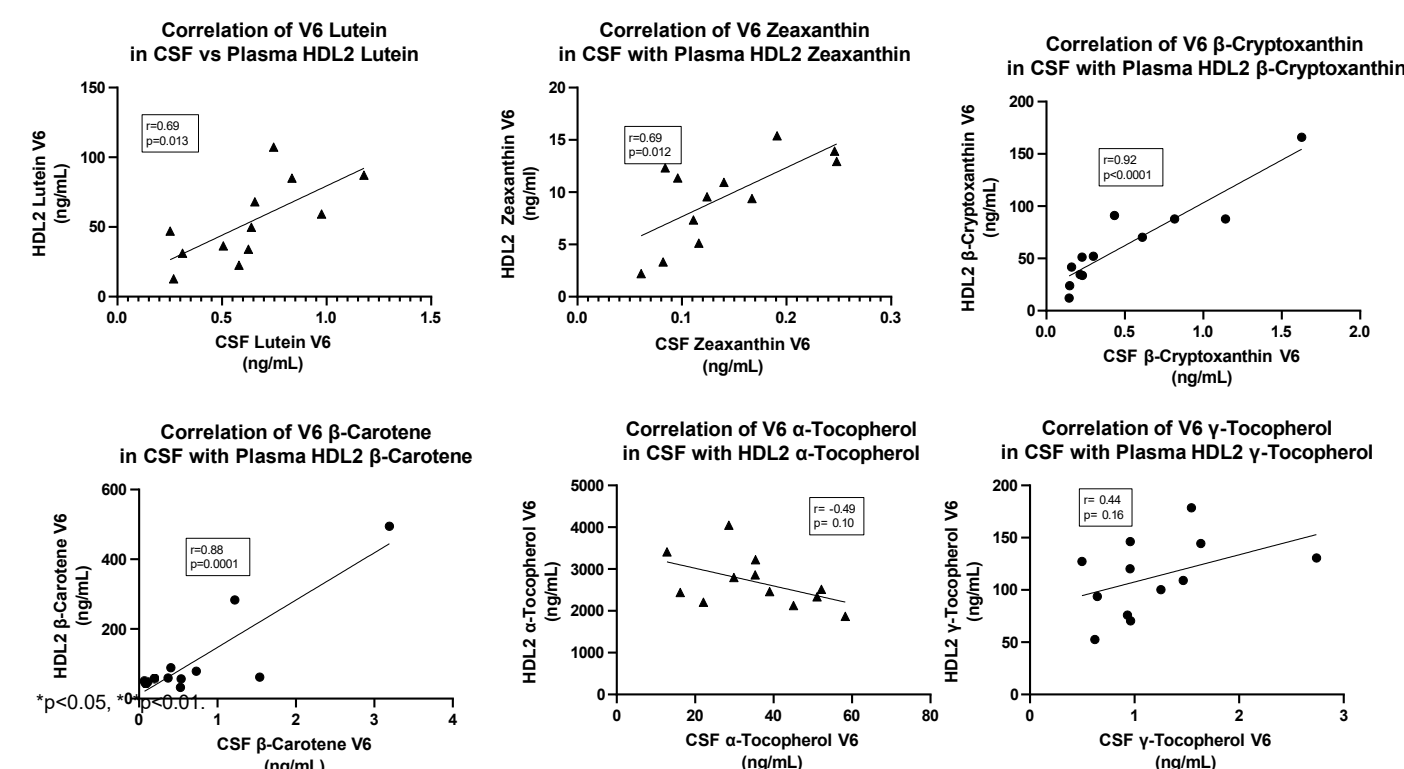 Correlation of V6 Lutein
in CSF vs Plasma HDL2 Lutein
150
100
50
0
HDL2 Lutein V6
(ng/mL)
r=0.69
p=0.013
0.0 0.5 1.0 1.5
CSF Lutein V6
(ng/mL)
Correlation of V6 Zeaxanthin
in CSF with Plasma HDL2 Zeaxanthin
20
15
10
5
0
HDL2 Zeaxanthin V6
(ng/ml)
r=0.69
p=0.012
0.0 0.1 0.2 0.3
CSF Zeaxanthin V6
(ng/mL)
Correlation of V6 β-Cryptoxanthin
in CSF with Plasma HDL2 β-Cryptoxanthin
200
150
100
50
0
HDL2 β-Cryptoxanthin V6
(ng/mL)
r=0.92
p<0.0001
0.0 0.5 1.0 1.5 2.0
CSF β-Cryptoxanthin V6
(ng/mL)
Correlation of V6 β-Carotene
in CSF with Plasma HDL2 β-Carotene
600
400
200
0
HDL2 β-Carotene V6
(ng/mL)
r=0.88
p=0.0001
*p<0.05, **p<0.01.
0 1 2 3 4
CSF β-Carotene V6
(ng/mL)
Correlation of V6 α-Tocopherol
in CSF with HDL2 α-Tocopherol
5000
4000
3000
2000
1000
0
HDL2 α-Tocopherol V6
(ng/mL)
r= -0.49
p= 0.10
0 20 40 60 80
CSF α-Tocopherol V6
(ng/mL)
Correlation of V6 γ-Tocopherol
in CSF with Plasma HDL2 γ-Tocopherol
200
150
100
50
0
HDL2 γ-Tocopherol V6
(ng/mL)
r= 0.44
p= 0.16
0 1 2 3
CSF γ-Tocopherol V6
(ng/mL)